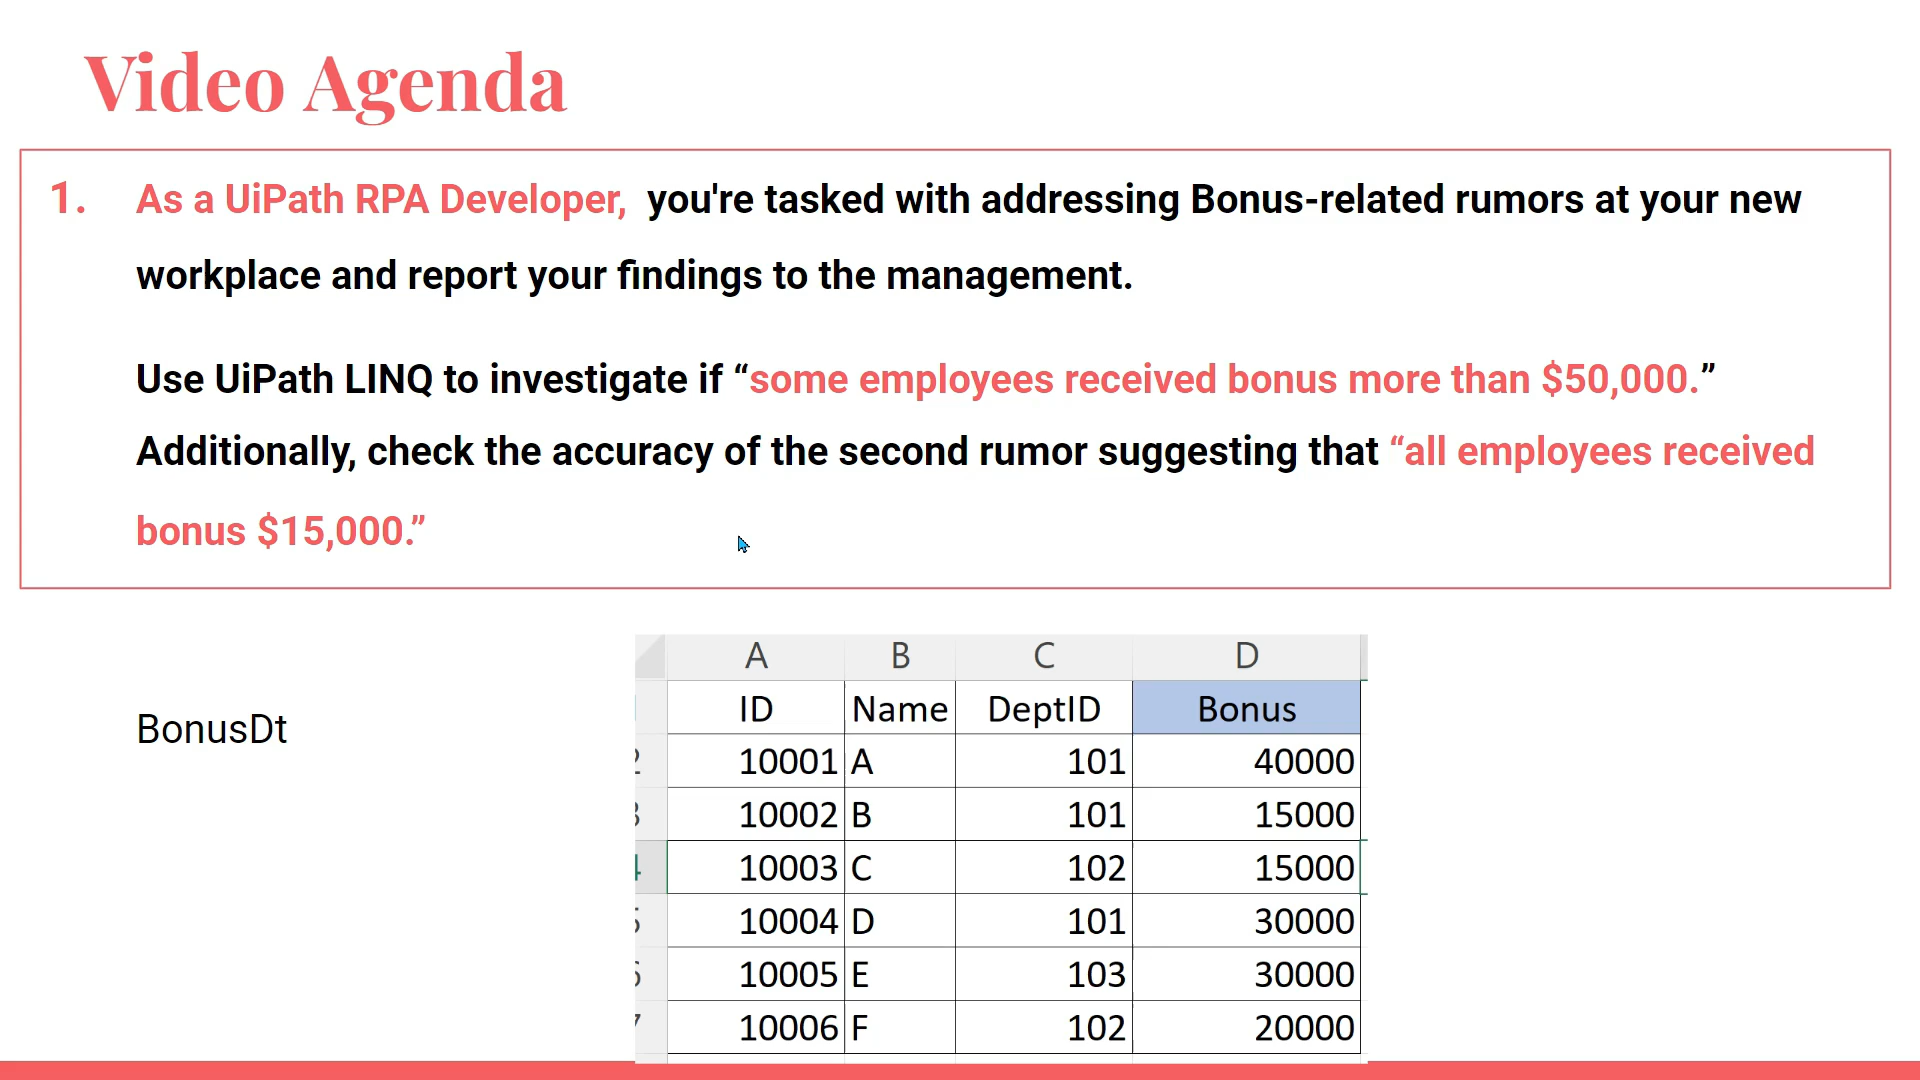 Video Agenda
1. As a UiPath RPA Developer, you're tasked with addressing Bonus-related rumors at your new
workplace and report your findings to the management.
Use UiPath LINQ to investigate if “some employees received bonus more than $50,000.”
Additionally, check the accuracy of the second rumor suggesting that “all employees received
bonus $15,000.”
BonusDt
A B C D
ID Name DeptID Bonus
10001 A 101 40000
10002 B 101 15000
10003 C 102 15000
10004 D 101 30000
10005 E 103 30000
10006 F 102 20000